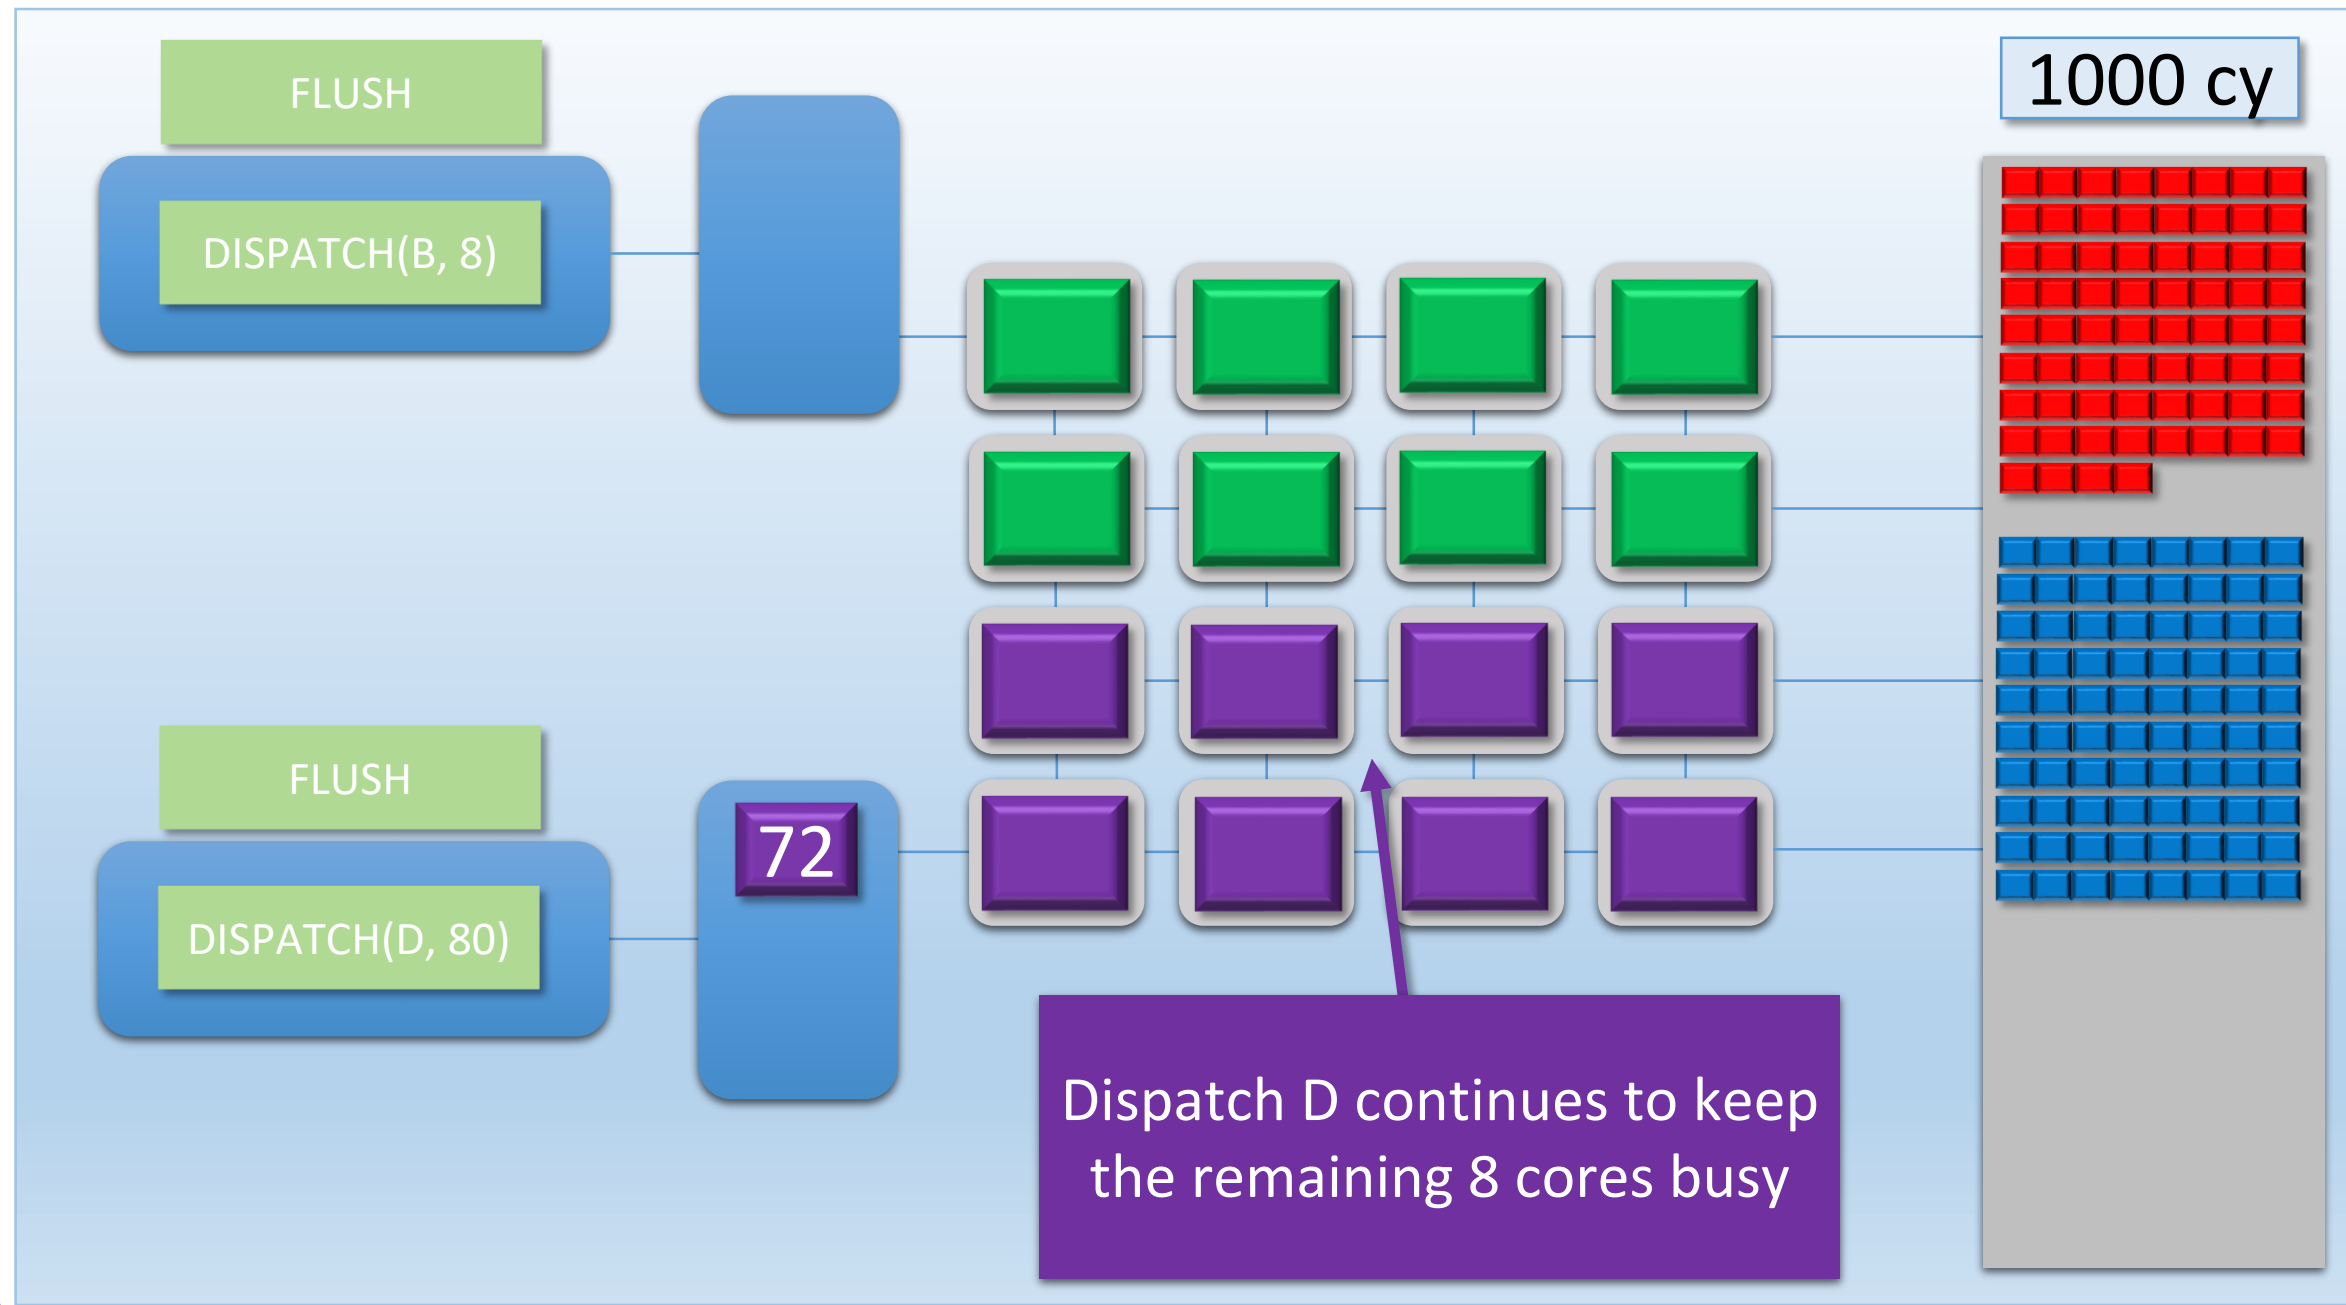 FLUSH
1000 cy
DISPATCH(B, 8)
FLUSH
72
DISPATCH(D, 80)
Dispatch D continues to keep
the remaining 8 cores busy